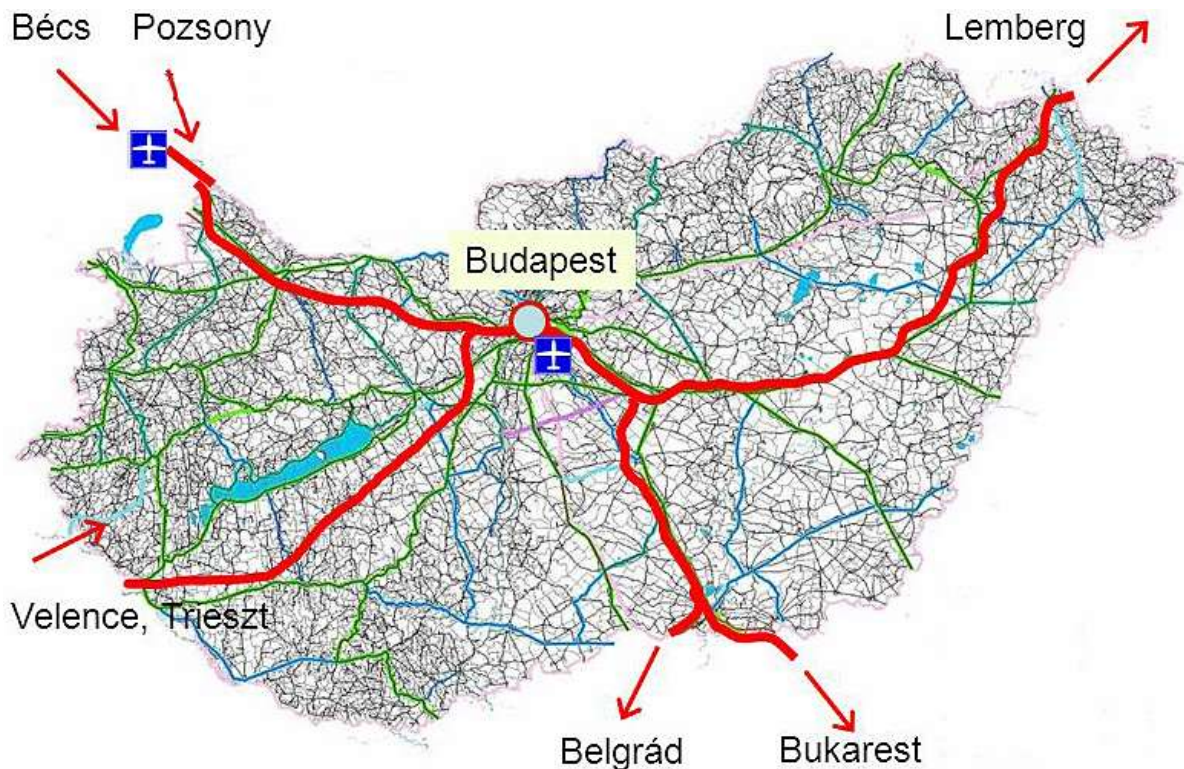 Bécs
Pozsony
Lemberg
Budapest
Velence, Trieszt
Belgrád
Bukarest